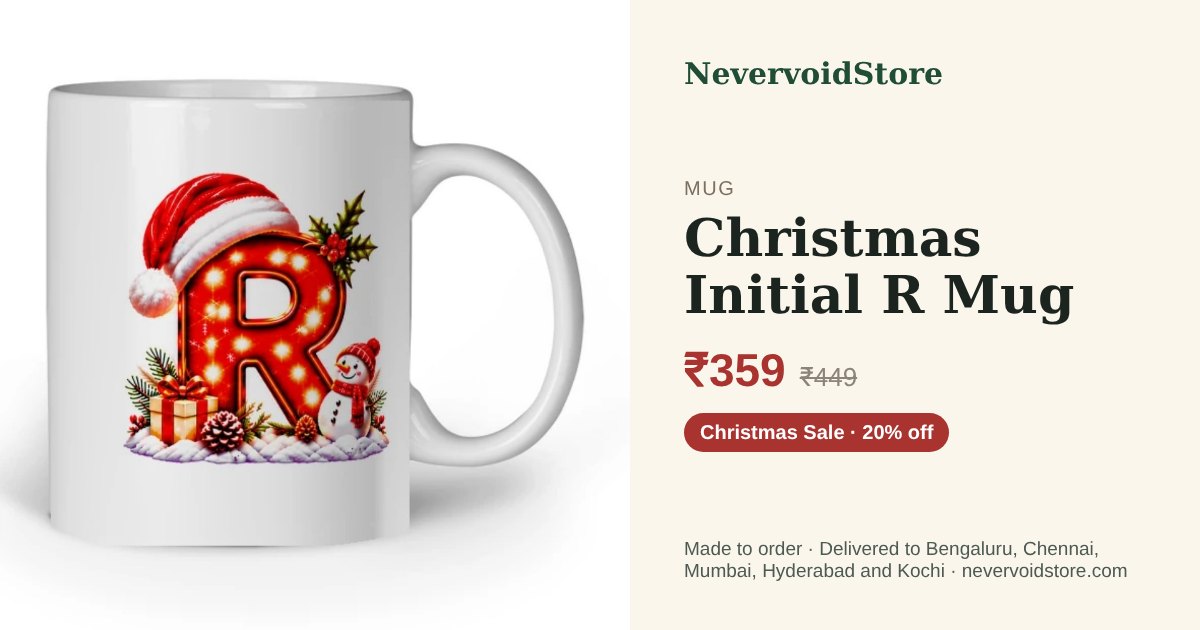 R
NevervoidStore
MUG
Christmas
Initial R Mug
₹359 ₹449
Christmas Sale · 20% off
Made to order · Delivered to Bengaluru, Chennai,
Mumbai, Hyderabad and Kochi · nevervoidstore.com